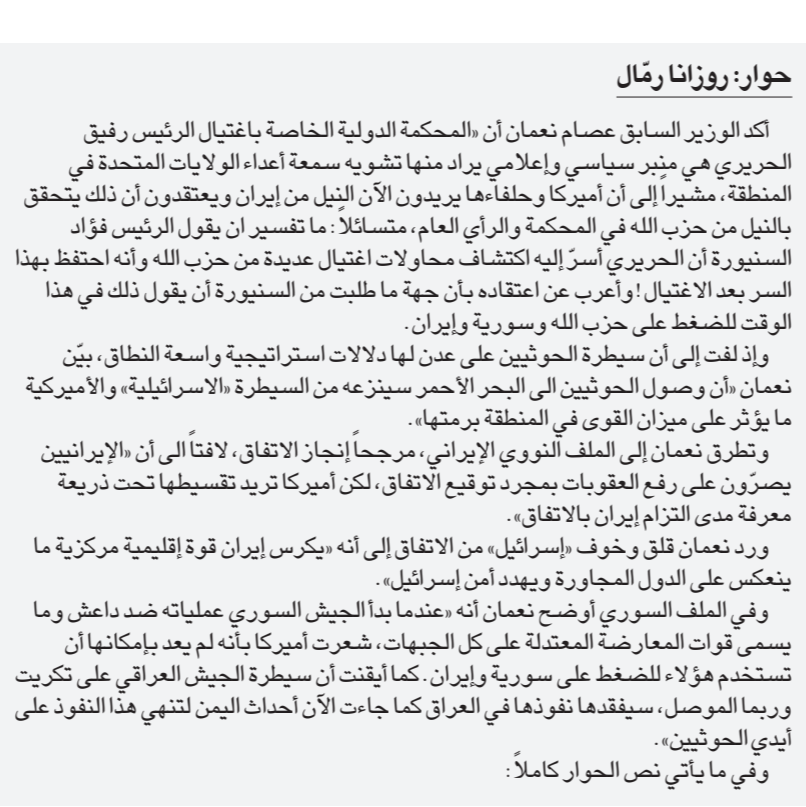 حوار: روزانا رمّال
أكد الوزير السابق عصام نعمان أن «المحكمة الدولية الخاصة باغتيال الرئيس رفيق
الحريري هي منبر سياسي وإعلامي يراد منها تشويه سمعة أعداء الولايات المتحدة في
المنطقة، مشيراً إلى أن أميركا وحلفاءها يريدون الآن النيل من إيران ويعتقدون أن ذلك يتحقق
بالنيل من حزب الله في المحكمة والرأي العام، متسائلاً: ما تفسير ان يقول الرئيس فؤاد
السنيورة أن الحريري أسرّ إليه اكتشاف محاولات اغتيال عديدة من حزب الله وأنه احتفظ بهذا
السر بعد الاغتيال! وأعرب عن اعتقاده بأن جهة ما طلبت من السنيورة أن يقول ذلك في هذا
الوقت للضغط على حزب الله وسورية وإيران.
وإذ لفت إلى أن سيطرة الحوثيين على عدن لها دلالات استراتيجية واسعة النطاق، بيّن
نعمان «أن وصول الحوثيين الى البحر الأحمر سينزعه من السيطرة «الاسرائيلية» والأميركية
ما يؤثر على ميزان القوى في المنطقة برمتها».
وتطرق نعمان إلى الملف النووي الإيراني، مرجحاً إنجاز الاتفاق، لافتاً الى أن «الإيرانيين
يصرّون على رفع العقوبات بمجرد توقيع الاتفاق، لكن أميركا تريد تقسيطها تحت ذريعة
معرفة مدى التزام إيران بالاتفاق».
ورد نعمان قلق وخوف «إسرائيل» من الاتفاق إلى أنه «يكرس إيران قوة إقليمية مركزية ما
ينعكس على الدول المجاورة ويهدد أمن إسرائيل».
وفي الملف السوري أوضح نعمان أنه «عندما بدأ الجيش السوري عملياته ضد داعش وما
يسمى قوات المعارضة المعتدلة على كل الجبهات، شعرت أميركا بأنه لم يعد بإمكانها أن
تستخدم هؤلاء للضغط على سورية وإيران. كما أيقنت أن سيطرة الجيش العراقي على تكريت
وربما الموصل، سيفقدها نفوذها في العراق كما جاءت الآن أحداث اليمن لتنهي هذا النفوذ على
أيدي الحوثيين».
وفي ما يأتي نص الحوار كاملاً: